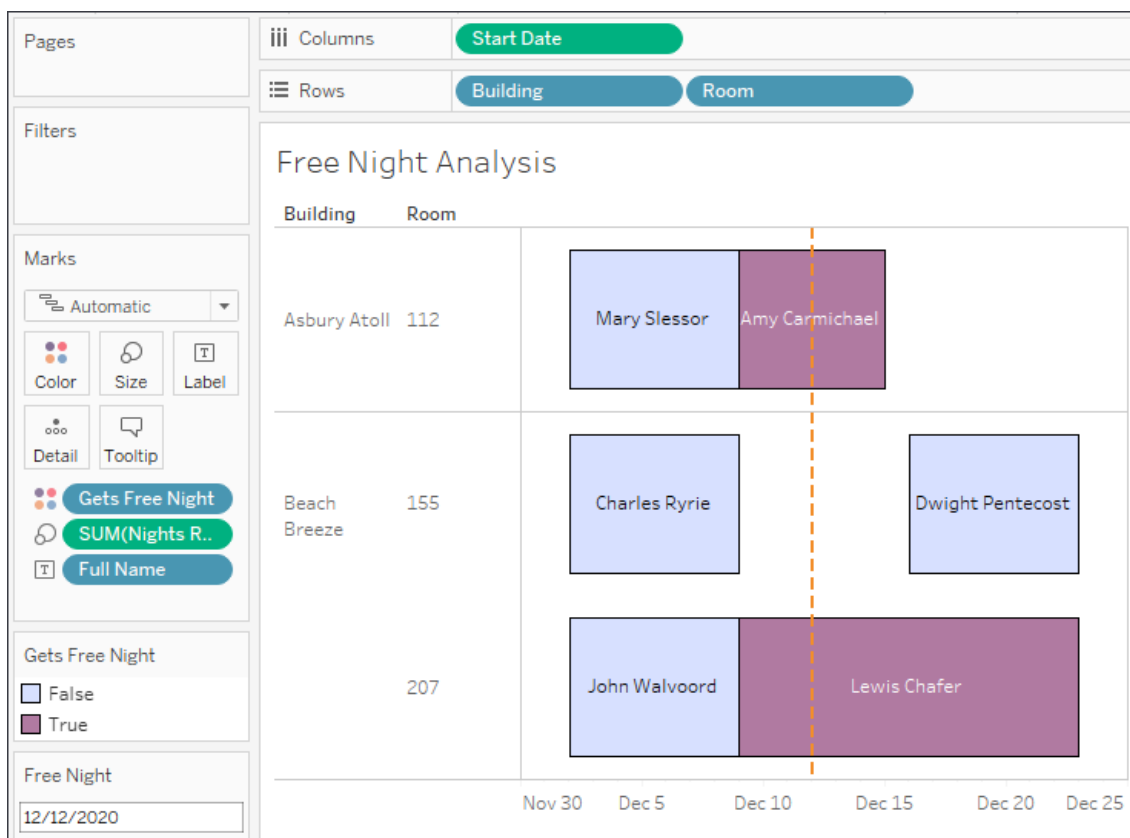 Pages
Columns
Start Date
Rows
Building
Room
Filters
Marks
Automatic
Color
Size
Label
Detail
Tooltip
Gets Free Night
SUM(Nights R..
Full Name
Gets Free Night
False
True
Free Night
12/12/2020
Free Night Analysis
Building Room
Asbury Atoll 112
Mary Slessor
Amy Carmichael
Beach
Breeze
155
Charles Ryrie
Dwight Pentecost
207
John Walvoord
Lewis Chafer
Nov 30 Dec 5 Dec 10 Dec 15 Dec 20 Dec 25